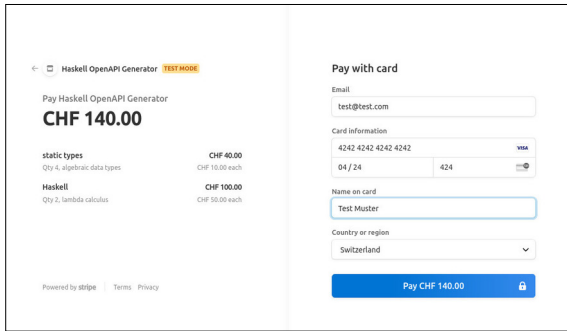 Haskell OpenAPI Generator TEST MODE
Pay Haskell OpenAPI Generator
CHF 140.00
static types CHF 40.00
Qty 4, algebraic data types CHF 10.00 each
Haskell CHF 100.00
Qty 2, lambda calculus CHF 50.00 each
Powered by stripe Terms Privacy
Pay with card
Email
test@test.com
Card information
4242 4242 4242 4242 VISA
04 / 24 424
Name on card
Test Muster
Country or region
Switzerland
Pay CHF 140.00